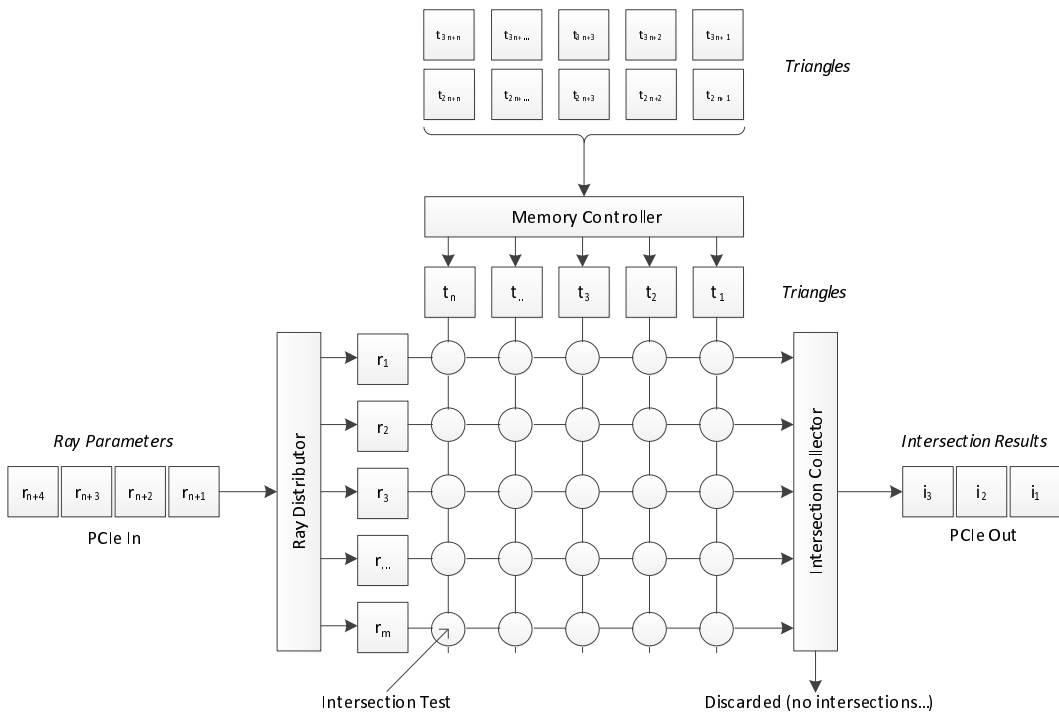 t3n+n t3n+... t3n+3 t3n+2 t3n+1
Triangles
t2n+n t2n+... t2n+3 t2n+2 t2n+1
Memory Controller
tn t.. t3 t2 t1
Triangles
r1
r2
r3
r...
rm
Ray Parameters
rn+4 rn+3 rn+2 rn+1
PCIe In
Ray Distributor
Intersection Collector
Intersection Results
i3 i2 i1
PCIe Out
Intersection Test
Discarded (no intersections...)